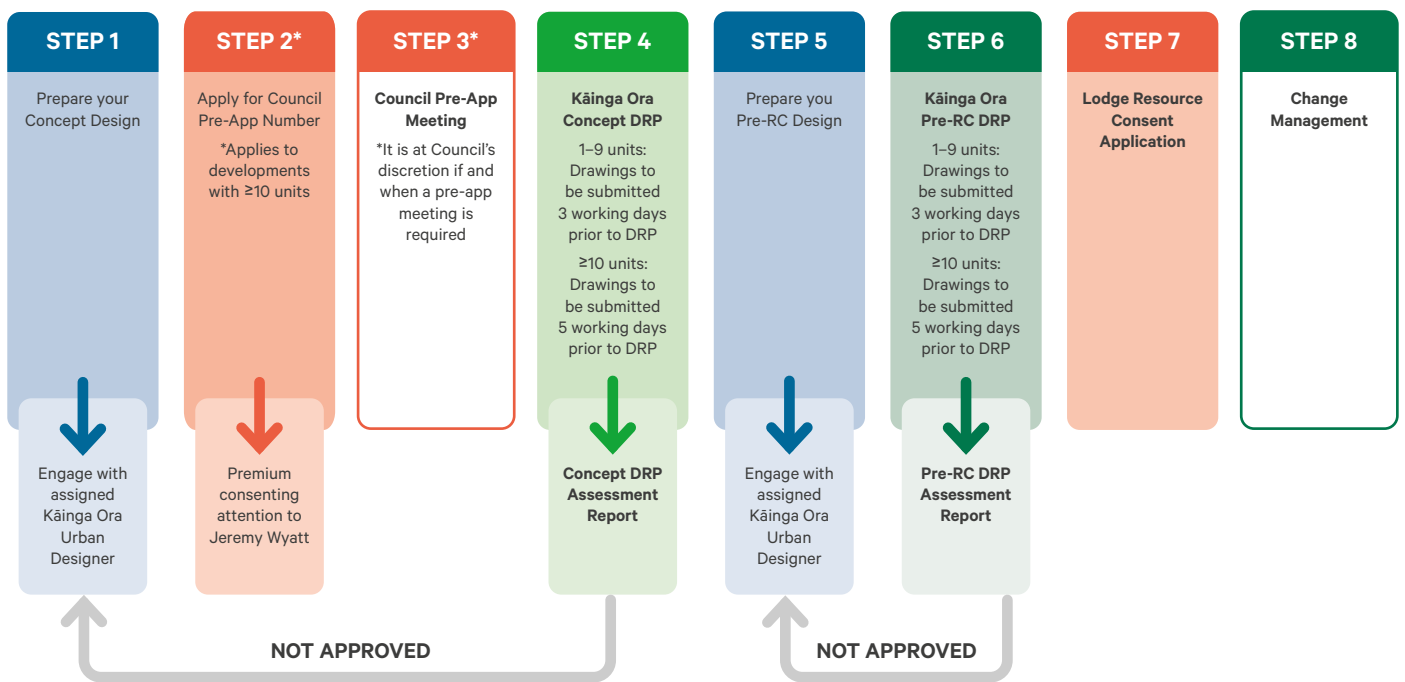 STEP 1
Prepare your
Concept Design
Engage with
assigned
Kāinga Ora
Urban
Designer
STEP 2*
Apply for Council
Pre-App Number
*Applies to
developments
with ≥10 units
Premium
consenting
attention to
Jeremy Wyatt
STEP 3*
Council Pre-App
Meeting
*It is at Council’s
discretion if and
when a pre-app
meeting is
required
STEP 4
Kāinga Ora
Concept DRP
1–9 units:
Drawings to
be submitted
3 working days
prior to DRP
≥10 units:
Drawings to
be submitted
5 working days
prior to DRP
Concept DRP
Assessment
Report
NOT APPROVED
STEP 5
Prepare you
Pre-RC Design
Engage with
assigned
Kāinga Ora
Urban
Designer
STEP 6
Kāinga Ora
Pre-RC DRP
1–9 units:
Drawings to
be submitted
3 working days
prior to DRP
≥10 units:
Drawings to
be submitted
5 working days
prior to DRP
Pre-RC DRP
Assessment
Report
NOT APPROVED
STEP 7
Lodge Resource
Consent
Application
STEP 8
Change
Management